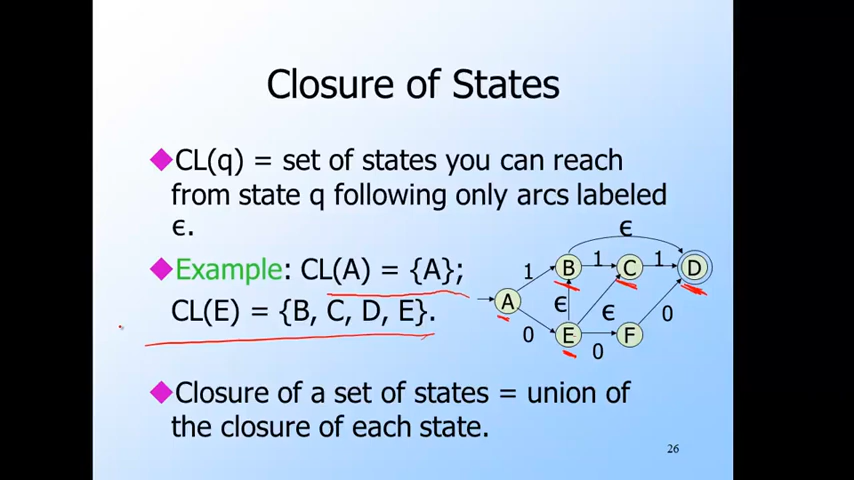 Closure of States
CL(q) = set of states you can reach
from state q following only arcs labeled
ϵ.
Example: CL(A) = {A};
CL(E) = {B, C, D, E}.
ϵ
1
B
1
C
1
D
A
ϵ
ϵ
0
E
0
F
0
Closure of a set of states = union of
the closure of each state.
26